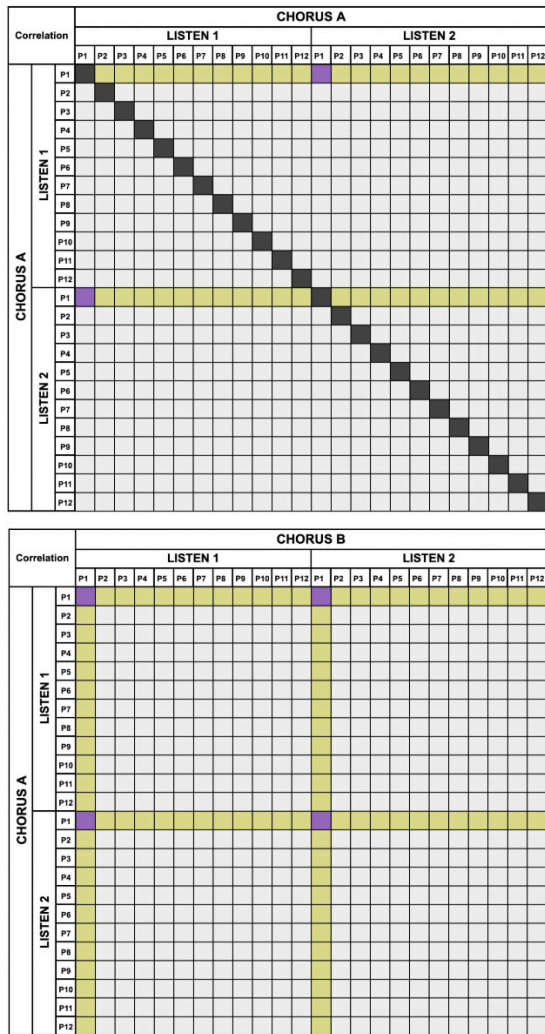 CHORUS A
Correlation
LISTEN 1 LISTEN 2
P1 P2 P3 P4 P5 P6 P7 P8 P9 P10 P11 P12 P1 P2 P3 P4 P5 P6 P7 P8 P9 P10 P11 P12
CHORUS A
LISTEN 1
P1
P2
P3
P4
P5
P6
P7
P8
P9
P10
P11
P12
LISTEN 2
P1
P2
P3
P4
P5
P6
P7
P8
P9
P10
P11
P12
CHORUS B
Correlation
LISTEN 1 LISTEN 2
P1 P2 P3 P4 P5 P6 P7 P8 P9 P10 P11 P12 P1 P2 P3 P4 P5 P6 P7 P8 P9 P10 P11 P12
CHORUS A
LISTEN 1
P1
P2
P3
P4
P5
P6
P7
P8
P9
P10
P11
P12
LISTEN 2
P1
P2
P3
P4
P5
P6
P7
P8
P9
P10
P11
P12